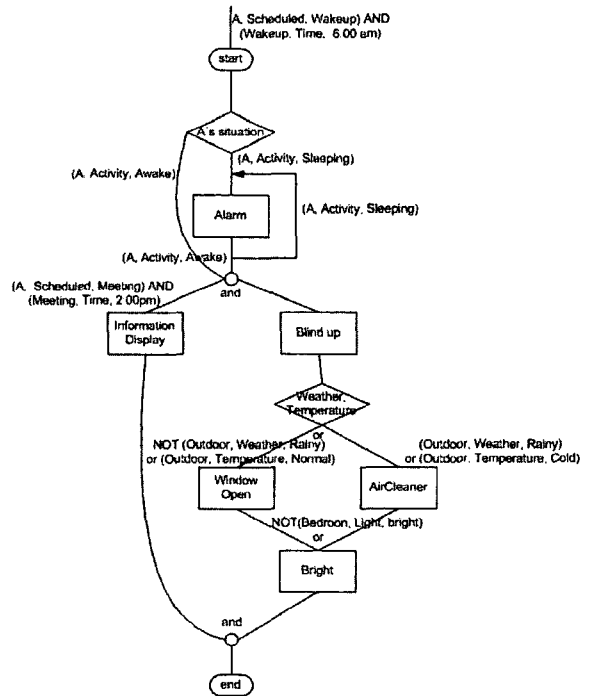 A, Scheduled, Wakeup) AND
(Wakeup, Time, 6.00 am)
start
A's situation
(A, Activity, Sleeping)
(A. Activity, Awake)
(A, Activity, Sleeping)
Alarm
(A, Activity, Awake)
and
(A. Scheduled, Meeting) AND
(Meeting, Time, 2.00pm)
Information
Display
Blind up
Weather,
Temperature
or
NOT (Outdoor, Weather, Rainy)
or (Outdoor, Temperature, Normal)
(Outdoor, Weather, Rainy)
or (Outdoor. Temperature, Cold)
Window
Open
AirCleaner
NOT(Bedroon, Light, bright)
or
Bright
and
end